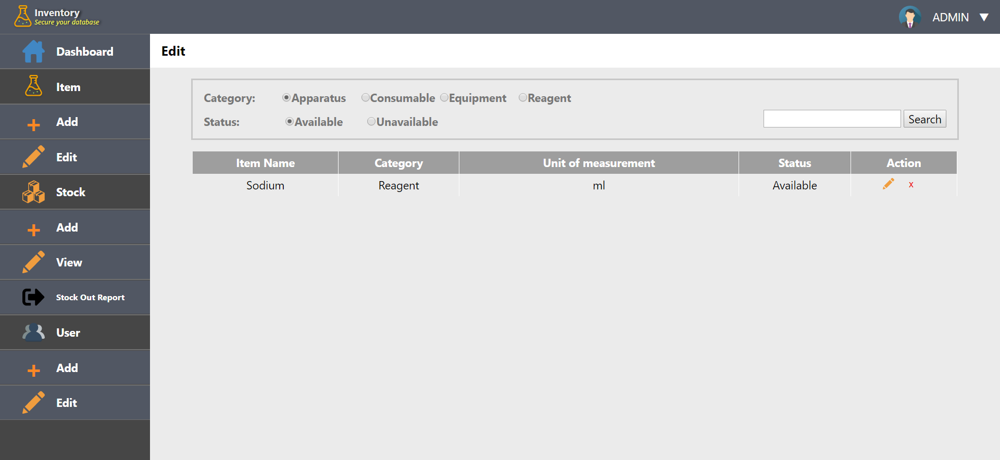 Inventory
Secure your database
ADMIN ▼
Dashboard
Item
Add
Edit
Stock
Add
View
Stock Out Report
User
Add
Edit
Edit
Category: Apparatus Consumable Equipment Reagent
Status: Available Unavailable Search
Item Name Category Unit of measurement Status Action
Sodium Reagent ml Available x